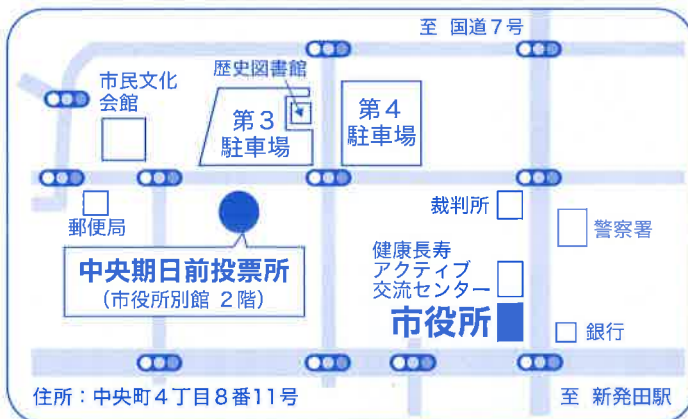 至 国道7号
市民文化
会館
歴史図書館
第3
駐車場
第4
駐車場
郵便局
裁判所
警察署
中央期日前投票所
(市役所別館 2階)
健康長寿
アクティブ
交流センター
市役所
銀行
住所:中央町4丁目8番11号
至 新発田駅